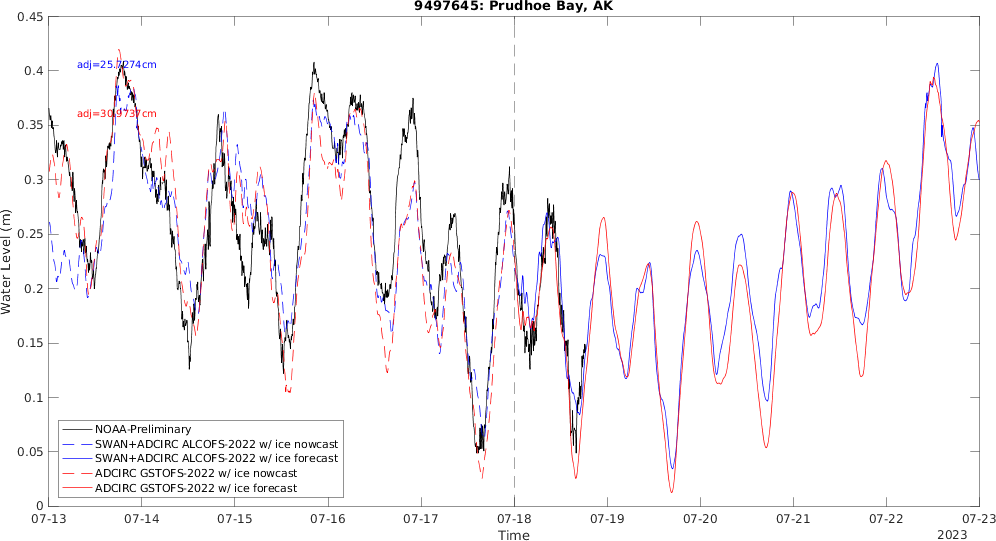 9497645: Prudhoe Bay, AK
Water Level (m)
0.45
0.4
0.35
0.3
0.25
0.2
0.15
0.1
0.05
0
adj=25.7274cm
adj=30.9737cm
NOAA-Preliminary
SWAN+ADCIRC ALCOFS-2022 w/ ice nowcast
SWAN+ADCIRC ALCOFS-2022 w/ ice forecast
ADCIRC GSTOFS-2022 w/ ice nowcast
ADCIRC GSTOFS-2022 w/ ice forecast
07-13 07-14 07-15 07-16 07-17 07-18 07-19 07-20 07-21 07-22 07-23
Time
2023